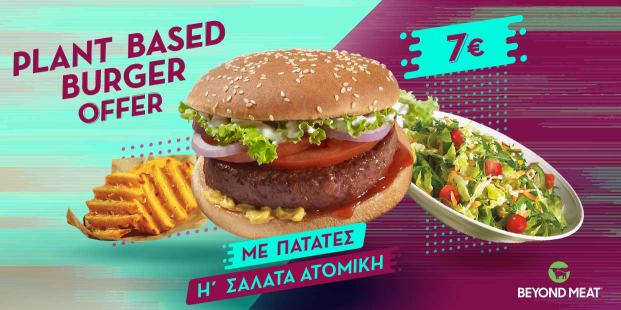 PLANT BASED
BURGER
OFFER
7€
ΜΕ ΠΑΤΑΤΕΣ
Η΄ ΣΑΛΑΤΑ ΑΤΟΜΙΚΗ
BEYOND MEAT